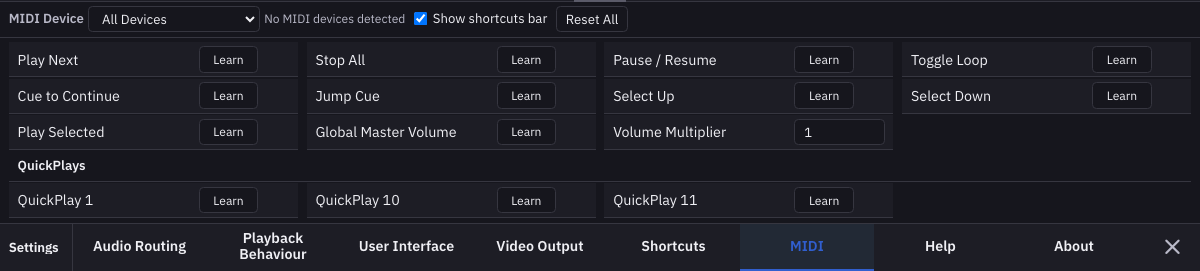 MIDI Device All Devices No MIDI devices detected Show shortcuts bar Reset All
Play Next Learn Stop All Learn Pause / Resume Learn Toggle Loop Learn
Cue to Continue Learn Jump Cue Learn Select Up Learn Select Down Learn
Play Selected Learn Global Master Volume Learn Volume Multiplier 1
QuickPlays
QuickPlay 1 Learn QuickPlay 10 Learn QuickPlay 11 Learn
Settings Audio Routing Playback Behaviour User Interface Video Output Shortcuts MIDI Help About